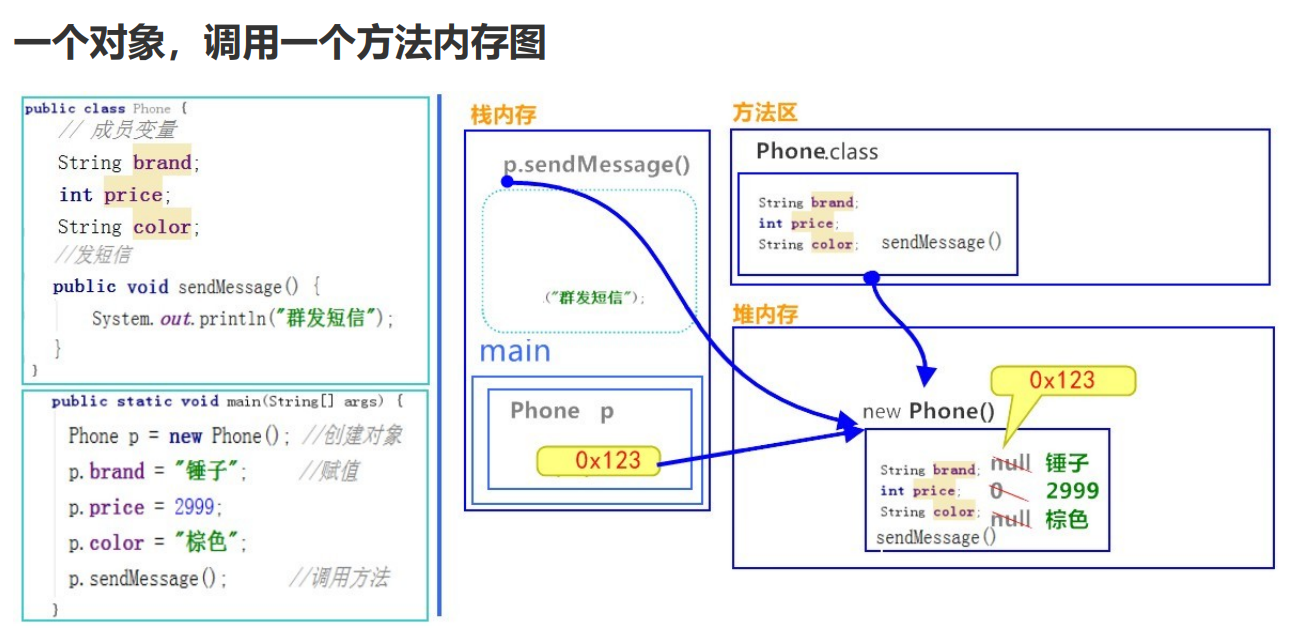 一个对象，调用一个方法内存图
public class Phone {
// 成员变量
String brand;
int price;
String color;
//发短信
public void sendMessage() {
System.out.println("群发短信");
}
}
public static void main(String[] args) {
Phone p = new Phone(); //创建对象
p.brand = "锤子"; //赋值
p.price = 2999;
p.color = "棕色";
p.sendMessage(); //调用方法
}
栈内存
p.sendMessage()
("群发短信");
main
Phone p
0x123
方法区
Phone.class
String brand;
int price;
String color; sendMessage()
堆内存
0x123
new Phone()
String brand; null 锤子
int price; 0 2999
String color; null 棕色
sendMessage()